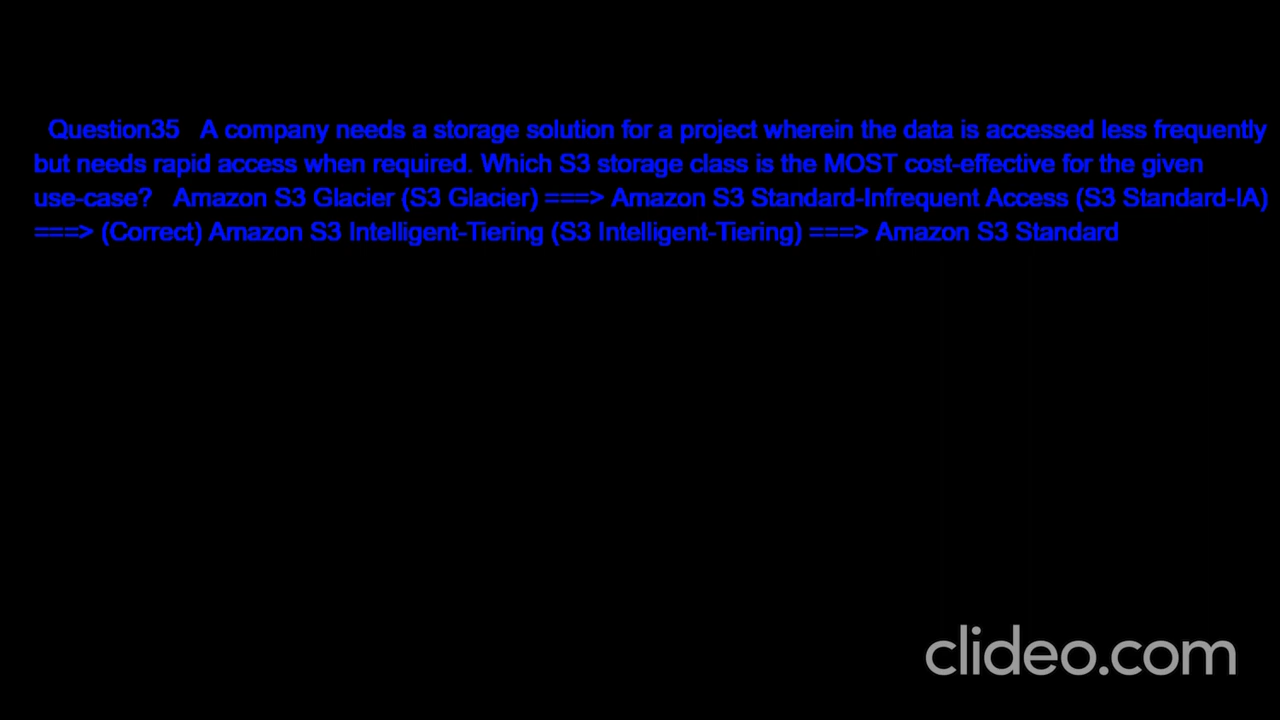 Question35 A company needs a storage solution for a project wherein the data is accessed less frequently
but needs rapid access when required. Which S3 storage class is the MOST cost-effective for the given
use-case? Amazon S3 Glacier (S3 Glacier) ===> Amazon S3 Standard-Infrequent Access (S3 Standard-IA)
===> (Correct) Amazon S3 Intelligent-Tiering (S3 Intelligent-Tiering) ===> Amazon S3 Standard
clideo.com